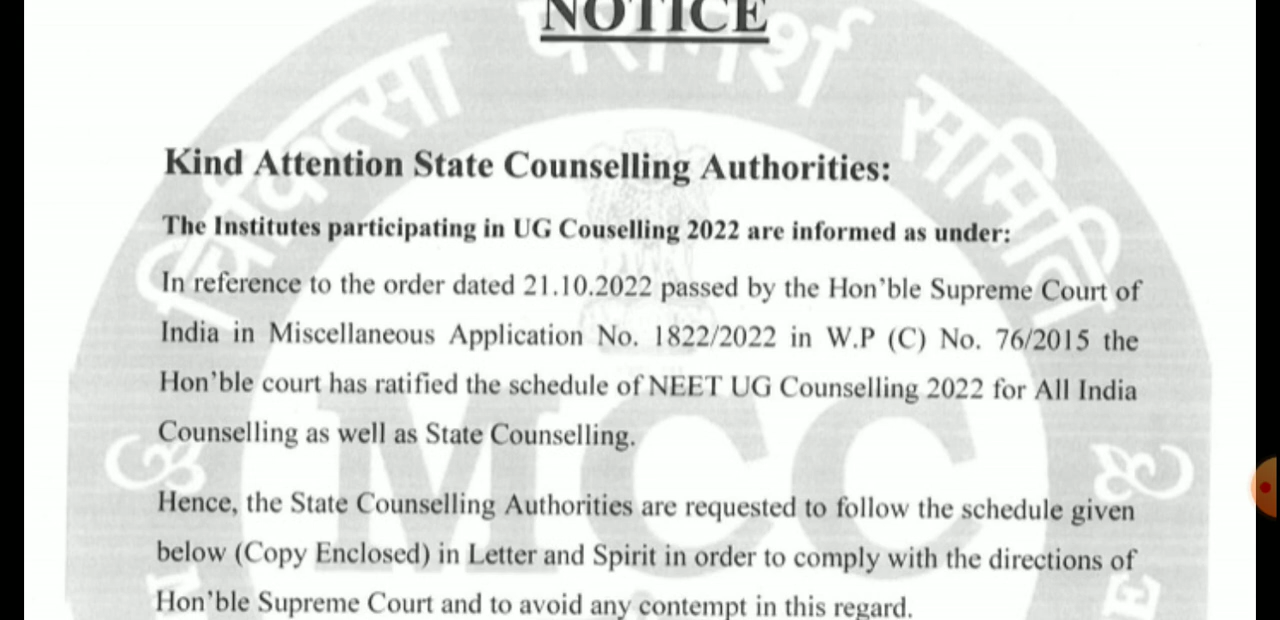 NOTICE
चिकित्सा परामर्श समिति
Kind Attention State Counselling Authorities:
The Institutes participating in UG Couselling 2022 are informed as under:
In reference to the order dated 21.10.2022 passed by the Hon'ble Supreme Court of
India in Miscellaneous Application No. 1822/2022 in W.P (C) No. 76/2015 the
Hon'ble court has ratified the schedule of NEET UG Counselling 2022 for All India
Counselling as well as State Counselling.
MCC
Hence, the State Counselling Authorities are requested to follow the schedule given
below (Copy Enclosed) in Letter and Spirit in order to comply with the directions of
Hon'ble Supreme Court and to avoid any contempt in this regard.